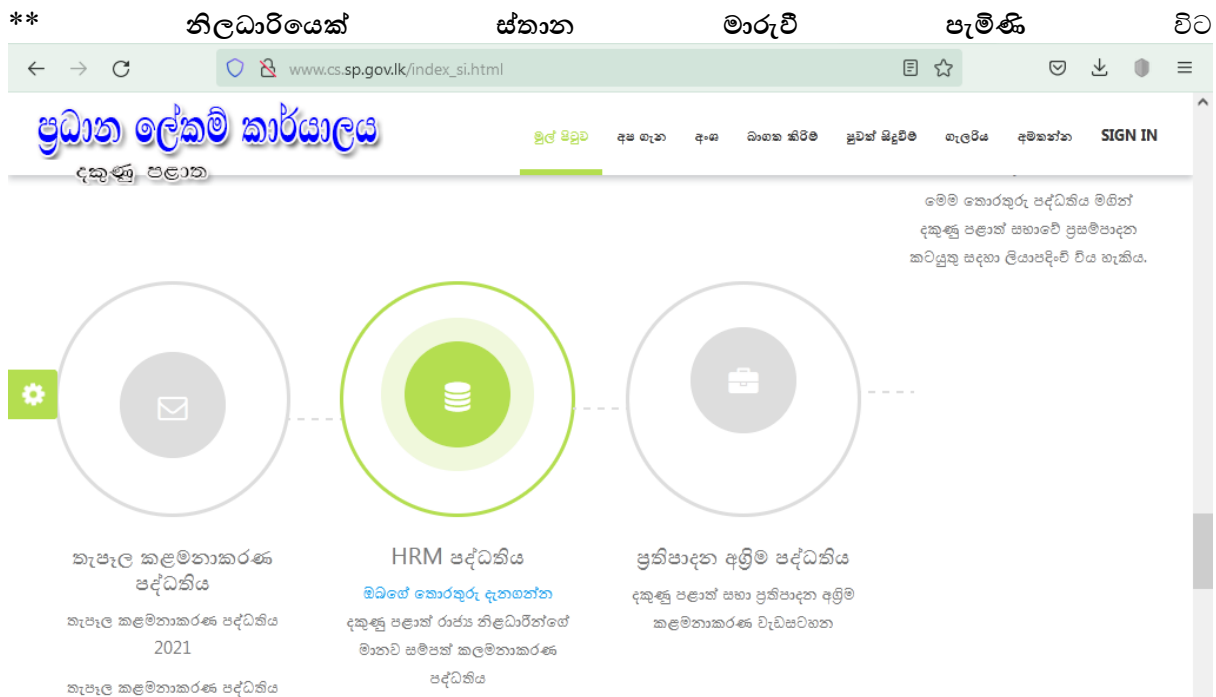 ** නිලධාරියෙක් ස්තාන මාරුවී පැමිණි විට
www.cs.sp.gov.lk/index_si.html
ප්‍රධාන ලේකම් කාර්යාලය
දකුණු පළාත
මුල් පිටුව අප ගැන අංශ බාගත කිරීම් පුවත් සිදුවීම් ගැලරිය අමතන්න SIGN IN
මෙම තොරතුරු පද්ධතිය මගින්
දකුණු පළාත් සභාවේ ප්‍රසම්පාදන
කටයුතු සදහා ලියාපදිංචි විය හැකිය.
තැපෑල කළමනාකරණ
පද්ධතිය
තැපෑල කළමනාකරණ පද්ධතිය
2021
තැපෑල කළමනාකරණ පද්ධතිය
HRM පද්ධතිය
ඔබගේ තොරතුරු දැනගන්න
දකුණු පළාත් රාජ්‍ය නිළධාරීන්ගේ
මානව සම්පත් කලමනාකරණ
පද්ධතිය
ප්‍රතිපාදන අග්‍රිම පද්ධතිය
දකුණු පළාත් සභා ප්‍රතිපාදන අග්‍රිම
කළමනාකරණ වැඩසටහන